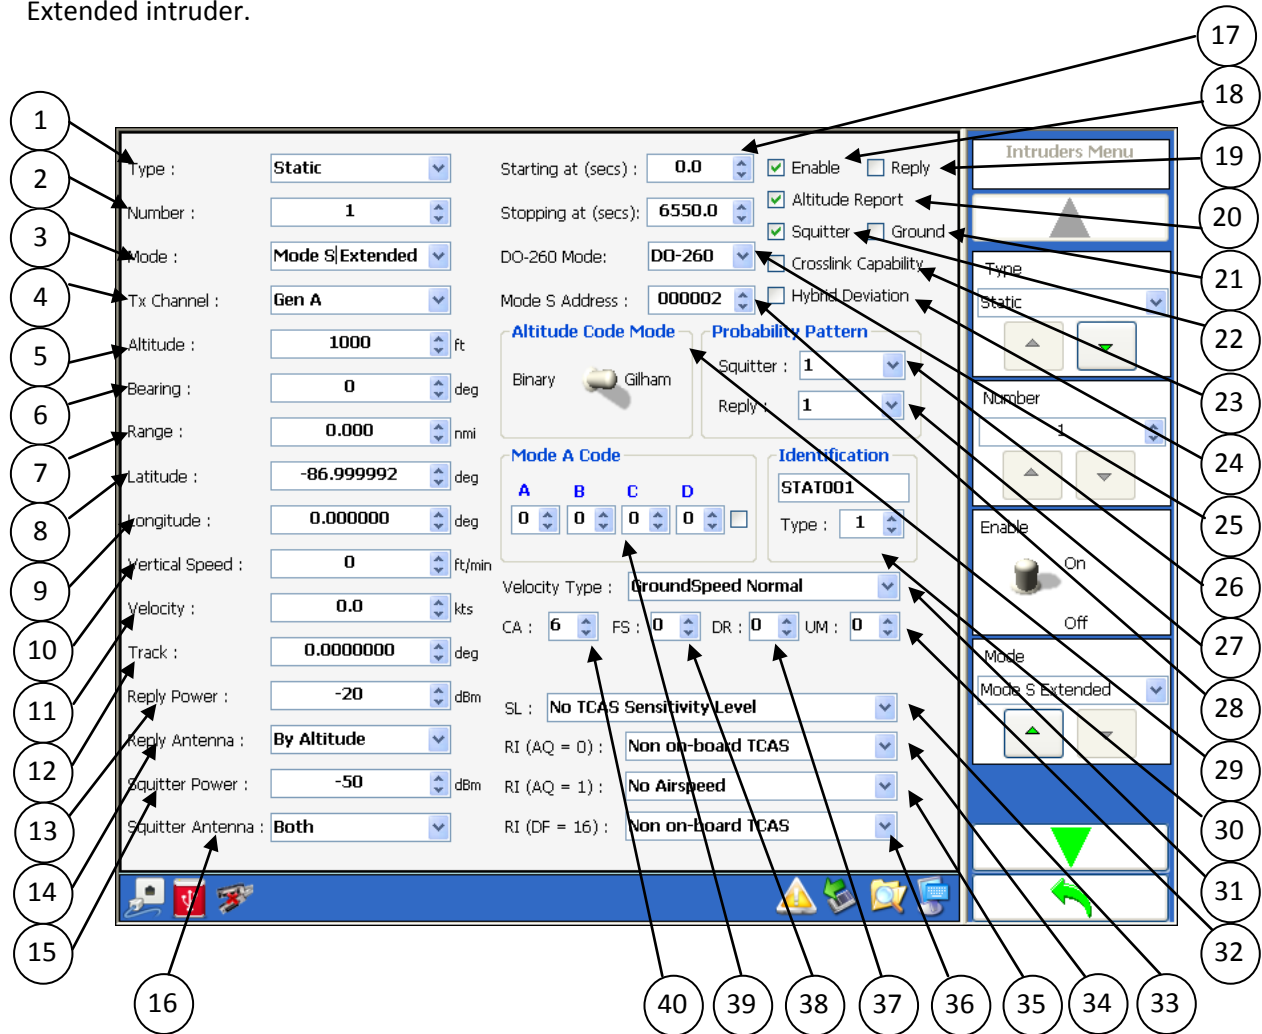 Extended intruder.
17
18
1
Type :
Static
Starting at (secs) :
0.0
Enable
Reply
Intruders Menu
19
2
Number :
1
Stopping at (secs):
6550.0
Altitude Report
20
3
Mode :
Mode S Extended
DO-260 Mode:
DO-260
Squitter
Ground
21
Crosslink Capability
Type
4
Tx Channel :
Gen A
Mode S Address :
000002
Hybrid Deviation
Static
22
5
Altitude :
1000
ft
Altitude Code Mode
Binary
Gilham
Probability Pattern
Squitter :
1
Reply :
1
6
Bearing :
0
deg
Number
1
23
7
Range :
0.000
nmi
24
8
Latitude :
-86.999992
deg
Mode A Code
A B C D
0 0 0 0
Identification
STAT001
Type :
1
25
9
Longitude :
0.000000
deg
Enable
On
Off
26
10
Vertical Speed :
0
ft/min
Velocity Type :
GroundSpeed Normal
27
11
Velocity :
0.0
kts
CA :
6
FS :
0
DR :
0
UM :
0
28
12
Track :
0.0000000
deg
Mode
Mode S Extended
29
13
Reply Power :
-20
dBm
SL :
No TCAS Sensitivity Level
30
14
Reply Antenna :
By Altitude
RI (AQ = 0) :
Non on-board TCAS
31
15
Squitter Power :
-50
dBm
RI (AQ = 1) :
No Airspeed
32
Squitter Antenna :
Both
RI (DF = 16) :
Non on-board TCAS
16
40
39
38
37
36
35
34
33